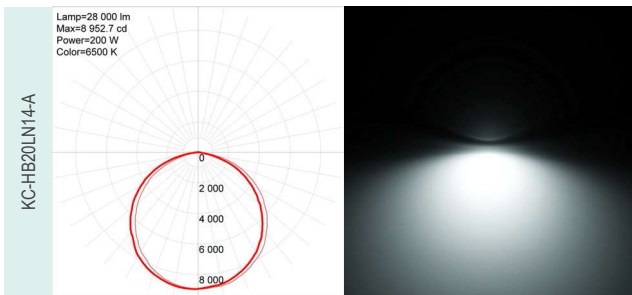 KC-HB20LN14-A
Lamp=28 000 lm
Max=8 952.7 cd
Power=200 W
Color=6500 K
0
2 000
4 000
6 000
8 000